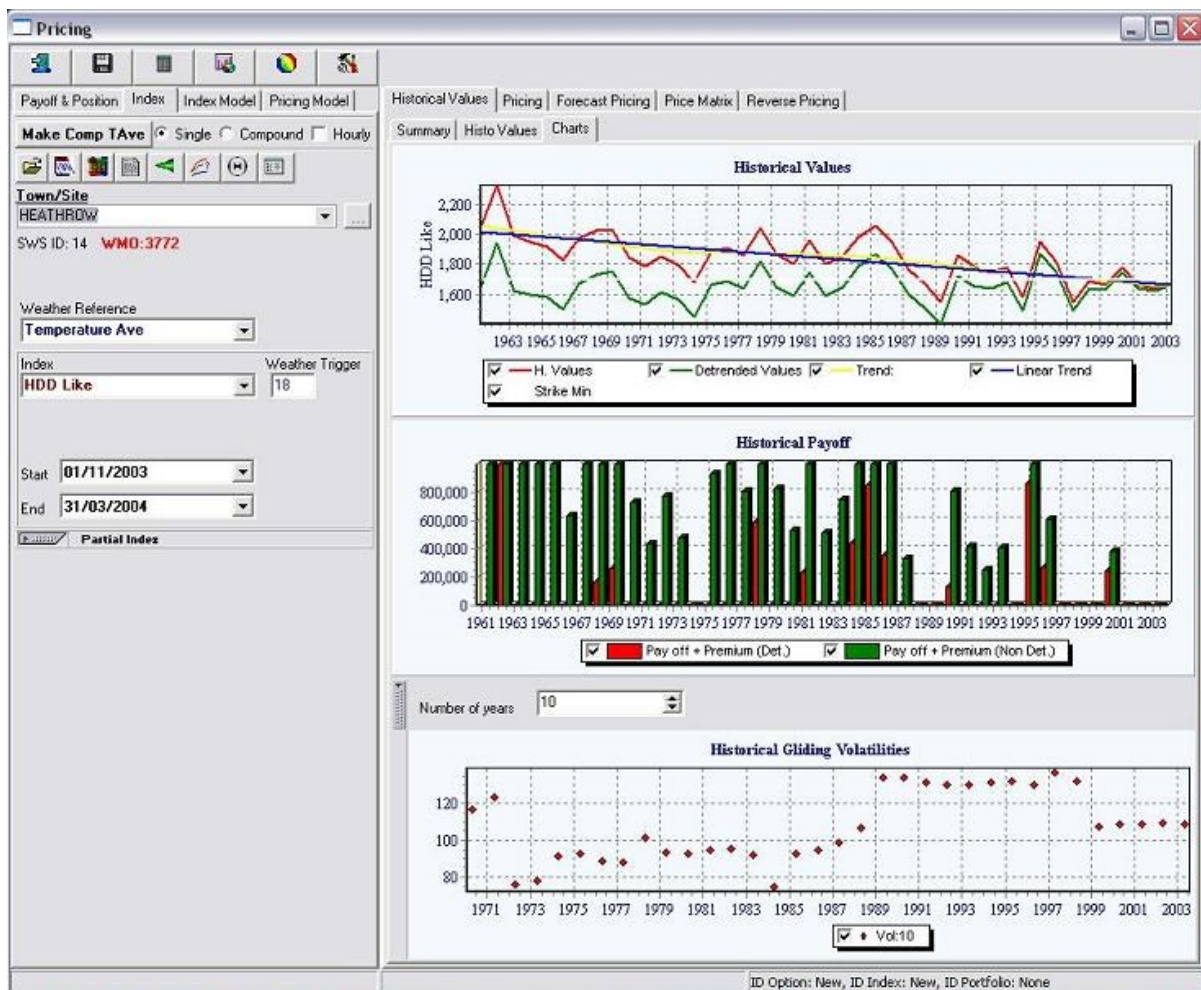 Pricing
Payoff & Position Index Index Model Pricing Model
Historical Values Pricing Forecast Pricing Price Matrix Reverse Pricing
Make Comp TAve Single Compound Hourly
Summary Histo Values Charts
Town/Site
HEATHROW
...
SWS ID: 14 WMO:3772
Weather Reference
Temperature Ave
Index Weather Trigger
HDD Like 18
Start 01/11/2003
End 31/03/2004
Partial Index
Historical Values
HDD Like
2,200
2,000
1,800
1,600
1963 1965 1967 1969 1971 1973 1975 1977 1979 1981 1983 1985 1987 1989 1991 1993 1995 1997 1999 2001 2003
H. Values Detrended Values Trend: Linear Trend
Strike Min
Historical Payoff
800,000
600,000
400,000
200,000
0
1961 1963 1965 1967 1969 1971 1973 1975 1977 1979 1981 1983 1985 1987 1989 1991 1993 1995 1997 1999 2001 2003
Pay off + Premium (Det.) Pay off + Premium (Non Det.)
Number of years 10
Historical Gliding Volatilities
120
100
80
1971 1973 1975 1977 1979 1981 1983 1985 1987 1989 1991 1993 1995 1997 1999 2001 2003
Vol:10
ID Option: New, ID Index: New, ID Portfolio: None